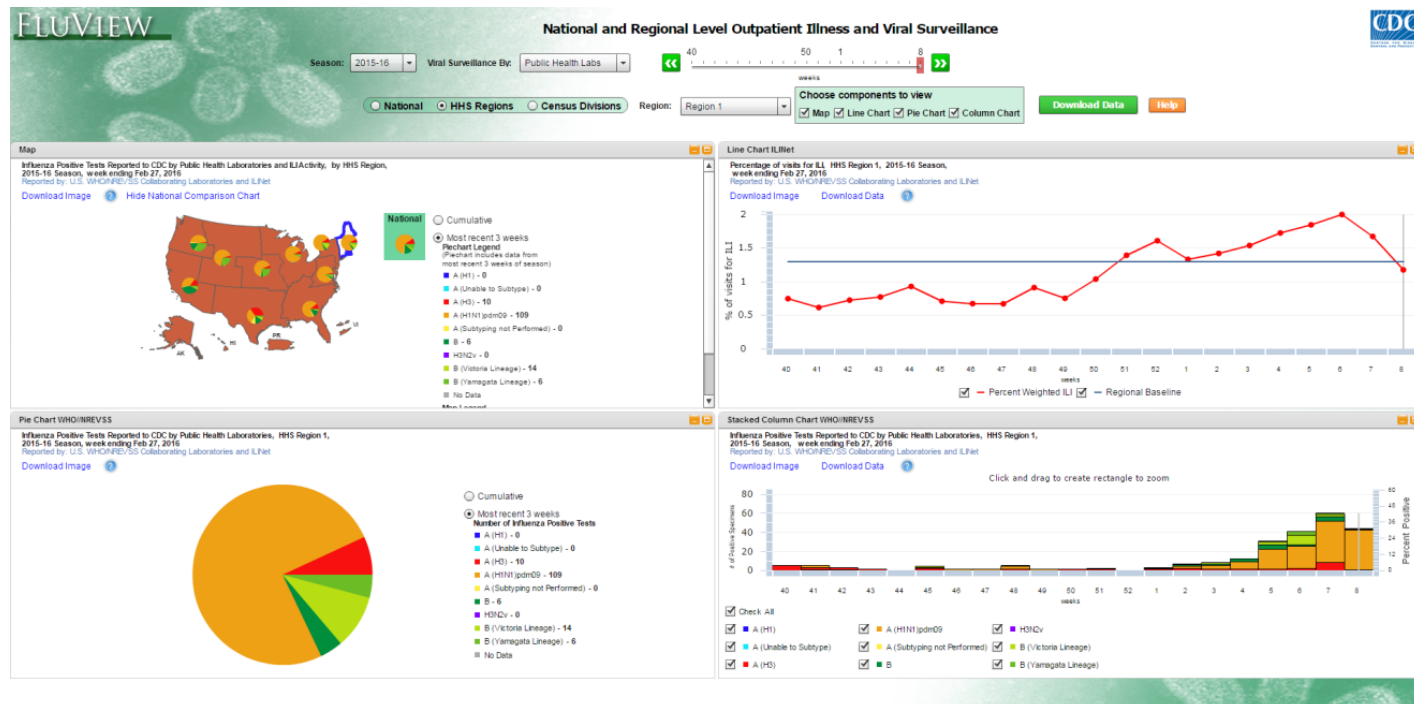 FLUVIEW
National and Regional Level Outpatient Illness and Viral Surveillance
CDC
Season: 2015-16 Viral Surveillance By: Public Health Labs
40 50 1 8
weeks
National HHS Regions Census Divisions Region: Region 1
Choose components to view
Map Line Chart Pie Chart Column Chart
Download Data Help
Map
Influenza Positive Tests Reported to CDC by Public Health Laboratories and ILI Activity, by HHS Region,
2015-16 Season, week ending Feb 27, 2016
Reported by: U.S. WHO/NREVSS Collaborating Laboratories and ILINet
Download Image ? Hide National Comparison Chart
National
Cumulative
Most recent 3 weeks
Piechart Legend
(Piechart includes data from
most recent 3 weeks of season)
A (H1) - 0
A (Unable to Subtype) - 0
A (H3) - 10
A (H1N1)pdm09 - 109
A (Subtyping not Performed) - 0
B - 6
H3N2v - 0
B (Victoria Lineage) - 14
B (Yamagata Lineage) - 6
No Data
Map Legend
AK HI PR VI
Line Chart ILINet
Percentage of visits for ILI, HHS Region 1, 2015-16 Season,
week ending Feb 27, 2016
Reported by: U.S. WHO/NREVSS Collaborating Laboratories and ILINet
Download Image Download Data ?
% of visits for ILI
2
1.5
1
0.5
0
40 41 42 43 44 45 46 47 48 49 50 51 52 1 2 3 4 5 6 7 8
weeks
Percent Weighted ILI Regional Baseline
Pie Chart WHO//NREVSS
Influenza Positive Tests Reported to CDC by Public Health Laboratories, HHS Region 1,
2015-16 Season, week ending Feb 27, 2016
Reported by: U.S. WHO/NREVSS Collaborating Laboratories and ILINet
Download Image ?
Cumulative
Most recent 3 weeks
Number of Influenza Positive Tests
A (H1) - 0
A (Unable to Subtype) - 0
A (H3) - 10
A (H1N1)pdm09 - 109
A (Subtyping not Performed) - 0
B - 6
H3N2v - 0
B (Victoria Lineage) - 14
B (Yamagata Lineage) - 6
No Data
Stacked Column Chart WHO//NREVSS
Influenza Positive Tests Reported to CDC by Public Health Laboratories, HHS Region 1,
2015-16 Season, week ending Feb 27, 2016
Reported by: U.S. WHO/NREVSS Collaborating Laboratories and ILINet
Download Image Download Data ?
Click and drag to create rectangle to zoom
# of Positive Specimens
80
60
40
20
0
60
48
36
24
12
0
Percent Positive
40 41 42 43 44 45 46 47 48 49 50 51 52 1 2 3 4 5 6 7 8
weeks
Check All
A (H1) A (H1N1)pdm09 H3N2v
A (Unable to Subtype) A (Subtyping not Performed) B (Victoria Lineage)
A (H3) B B (Yamagata Lineage)